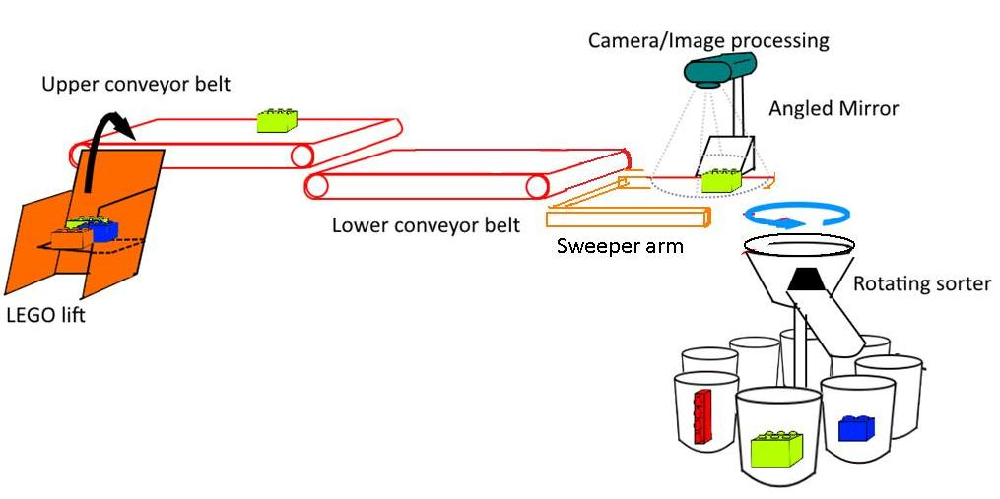 Camera/Image processing
Upper conveyor belt
Angled Mirror
Lower conveyor belt
Sweeper arm
Rotating sorter
LEGO lift